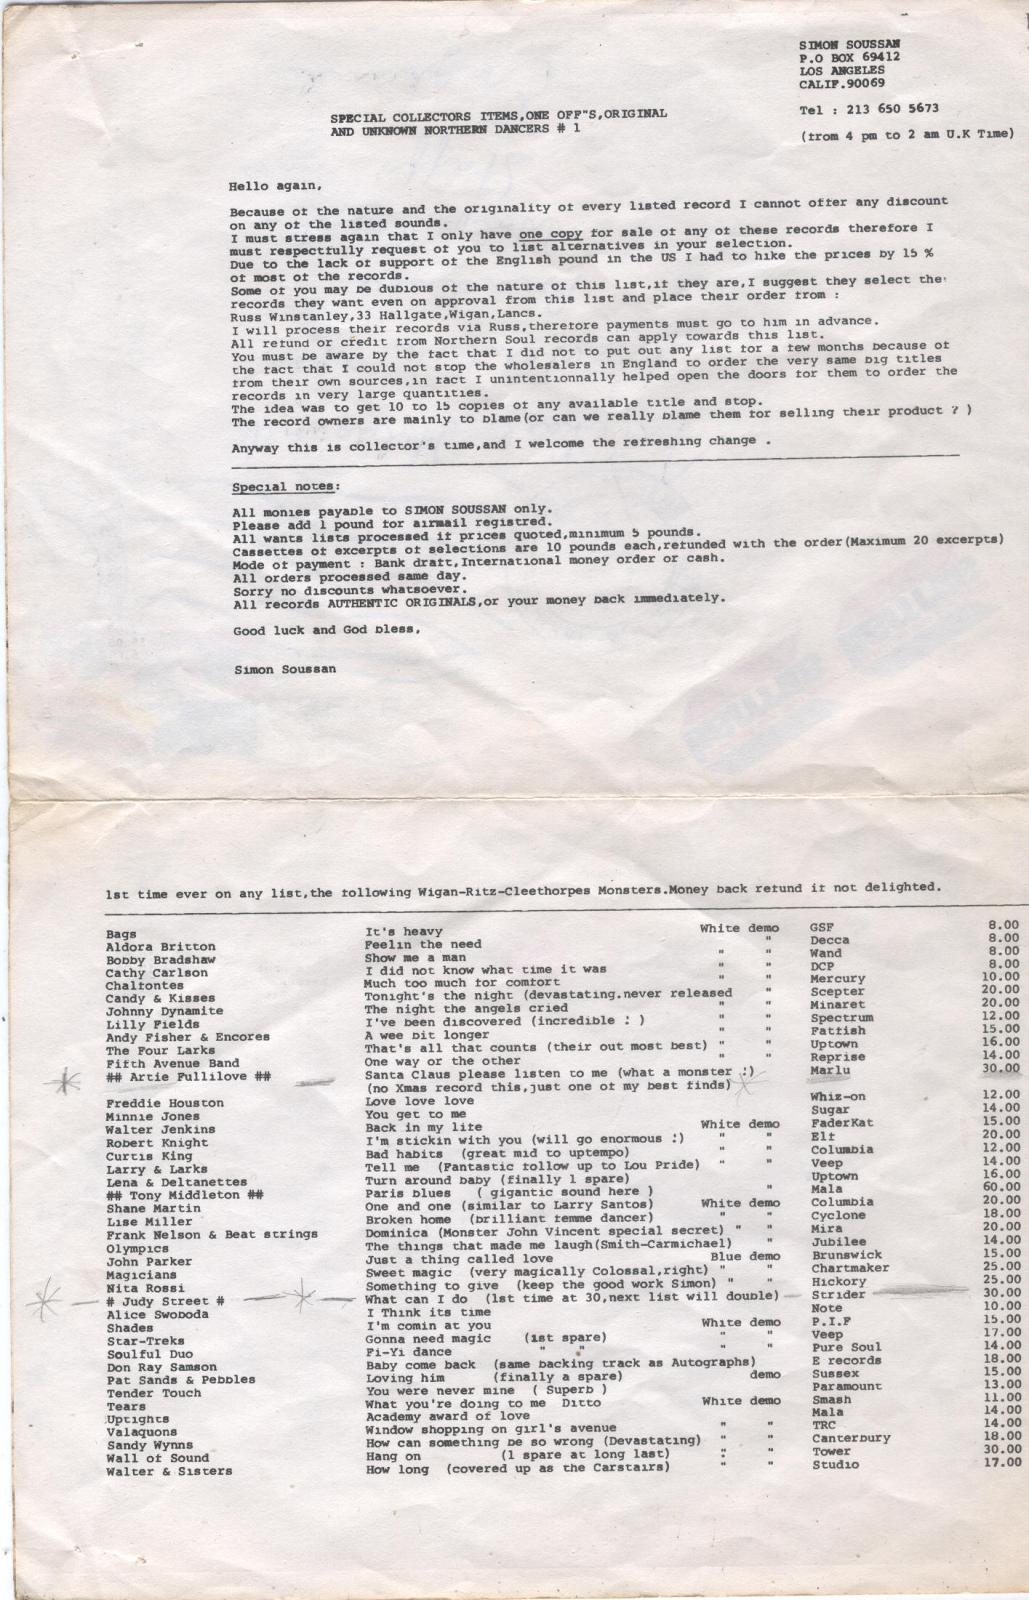 SIMON SOUSSAN
P.O BOX 69412
LOS ANGELES
CALIF.90069
Tel : 213 650 5673
(from 4 pm to 2 am U.K Time)
SPECIAL COLLECTORS ITEMS,ONE OFF"S,ORIGINAL
AND UNKNOWN NORTHERN DANCERS # 1
Hello again,
Because of the nature and the originality of every listed record I cannot offer any discount
on any of the listed sounds.
I must stress again that I only have one copy for sale of any of these records therefore I
must respectfully request of you to list alternatives in your selection.
Due to the lack of support of the English pound in the US I had to hike the prices by 15 %
of most of the records.
Some of you may be dubious of the nature of this list,if they are,I suggest they select the
records they want even on approval from this list and place their order from :
Russ Winstanley,33 Hallgate,Wigan,Lancs.
I will process their records via Russ,therefore payments must go to him in advance.
All refund or credit from Northern Soul records can apply towards this list.
You must be aware by the fact that I did not to put out any list for a few months because of
the fact that I could not stop the wholesalers in England to order the very same big titles
from their own sources,in fact I unintentionnally helped open the doors for them to order the
records in very large quantities.
The idea was to get 10 to 15 copies of any available title and stop.
The record owners are mainly to blame(or can we really blame them for selling their product ? )
Anyway this is collector's time,and I welcome the refreshing change .
Special notes:
All monies payable to SIMON SOUSSAN only.
Please add 1 pound for airmail registred.
All wants lists processed if prices quoted,minimum 5 pounds.
Cassettes of excerpts of selections are 10 pounds each,refunded with the order(Maximum 20 excerpts)
Mode of payment : Bank draft,International money order or cash.
All orders processed same day.
Sorry no discounts whatsoever.
All records AUTHENTIC ORIGINALS,or your money back immediately.
Good luck and God bless,
Simon Soussan
1st time ever on any list,the following Wigan-Ritz-Cleethorpes Monsters.Money back refund if not delighted.
Bags It's heavy White demo GSF 8.00
Aldora Britton Feelin the need " Decca 8.00
Bobby Bradshaw Show me a man " " Wand 8.00
Cathy Carlson I did not know what time it was " " DCP 8.00
Chalfontes Much too much for comfort " " Mercury 10.00
Candy & Kisses Tonight's the night (devastating.never released " Scepter 20.00
Johnny Dynamite The night the angels cried " " Minaret 20.00
Lilly Fields I've been discovered (incredible ! ) " " Spectrum 12.00
Andy Fisher & Encores A wee bit longer " " Fattish 15.00
The Four Larks That's all that counts (their out most best) " " Uptown 16.00
Fifth Avenue Band One way or the other " " Reprise 14.00
## Artie Fullilove ## Santa Claus please listen to me (what a monster !) Marlu 30.00
(no Xmas record this,just one of my best finds)
Freddie Houston Love love love Whiz-on 12.00
Minnie Jones You get to me Sugar 14.00
Walter Jenkins Back in my life White demo FaderKat 15.00
Robert Knight I'm stickin with you (will go enormous !) " " Elf 20.00
Curtis King Bad habits (great mid to uptempo) " " Columbia 12.00
Larry & Larks Tell me (Fantastic follow up to Lou Pride) " " Veep 14.00
Lena & Deltanettes Turn around baby (finally 1 spare) Uptown 16.00
## Tony Middleton ## Paris blues ( gigantic sound here ) " Mala 60.00
Shane Martin One and one (similar to Larry Santos) White demo Columbia 20.00
Lise Miller Broken home (brilliant femme dancer) " " Cyclone 18.00
Frank Nelson & Beat strings Dominica (Monster John Vincent special secret) " " Mira 20.00
Olympics The things that made me laugh(Smith-Carmichael) " Jubilee 14.00
John Parker Just a thing called love Blue demo Brunswick 15.00
Magicians Sweet magic (very magically Colossal,right) " " Chartmaker 25.00
Nita Rossi Something to give (keep the good work Simon) " " Hickory 25.00
# Judy Street # What can I do (1st time at 30,next list will double) Strider 30.00
Alice Swoboda I Think its time Note 10.00
Shades I'm comin at you White demo P.I.F 15.00
Star-Treks Gonna need magic (1st spare) " " Veep 17.00
Soulful Duo Fi-Yi dance " " Pure Soul 14.00
Don Ray Samson Baby come back (same backing track as Autographs) E records 18.00
Pat Sands & Pebbles Loving him (finally a spare) demo Sussex 15.00
Tender Touch You were never mine ( Superb ) Paramount 13.00
Tears What you're doing to me Ditto White demo Smash 11.00
Uptights Academy award of love Mala 14.00
Valaquons Window shopping on girl's avenue " " TRC 14.00
Sandy Wynns How can something be so wrong (Devastating) " " Canterbury 18.00
Wall of Sound Hang on (1 spare at long last) " " Tower 30.00
Walter & Sisters How long (covered up as the Carstairs) " " Studio 17.00